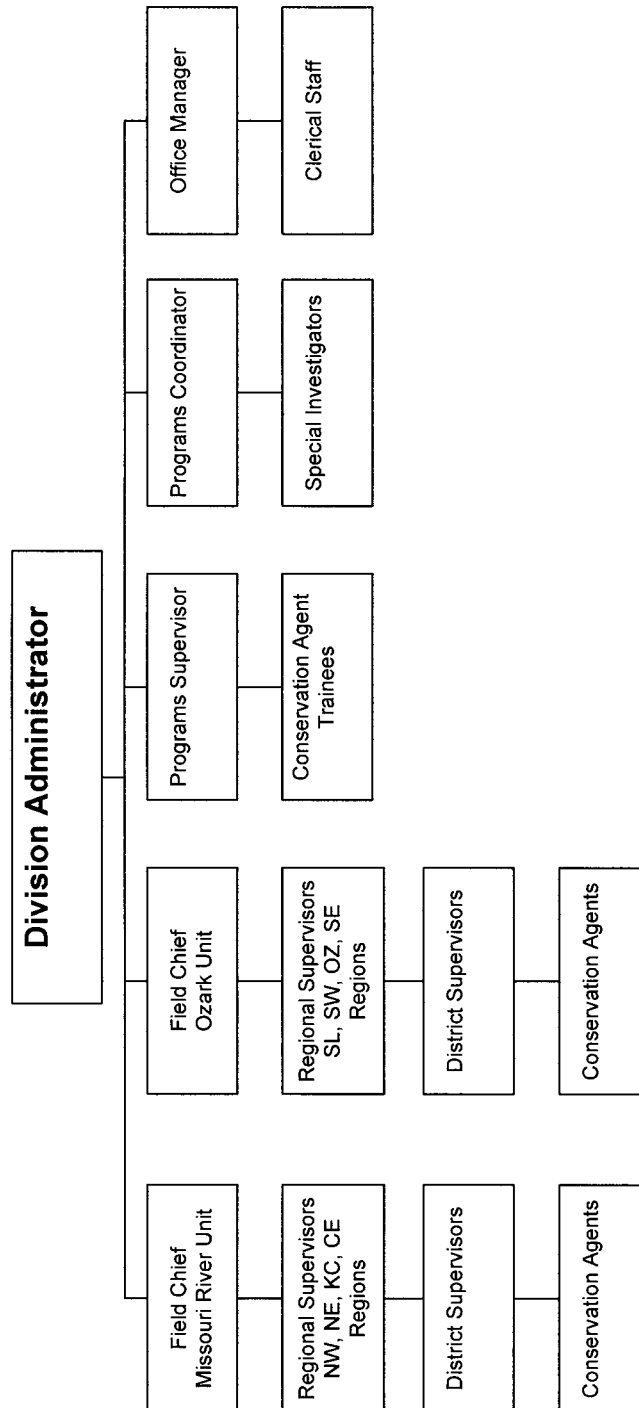 Division Administrator
Field Chief
Missouri River Unit
Field Chief
Ozark Unit
Programs Supervisor
Programs Coordinator
Office Manager
Regional Supervisors
NW, NE, KC, CE
Regions
Regional Supervisors
SL, SW, OZ, SE
Regions
Conservation Agent
Trainees
Special Investigators
Clerical Staff
District Supervisors
District Supervisors
Conservation Agents
Conservation Agents